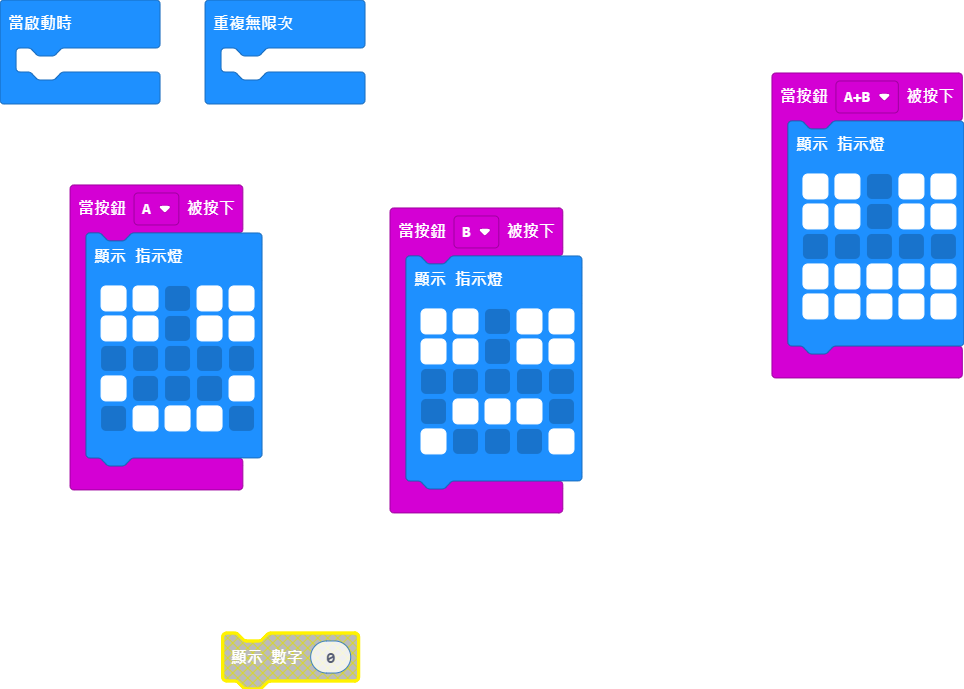 當啟動時
重複無限次
當按鈕 A+B 被按下
顯示 指示燈
當按鈕 A 被按下
顯示 指示燈
當按鈕 B 被按下
顯示 指示燈
顯示 數字 0